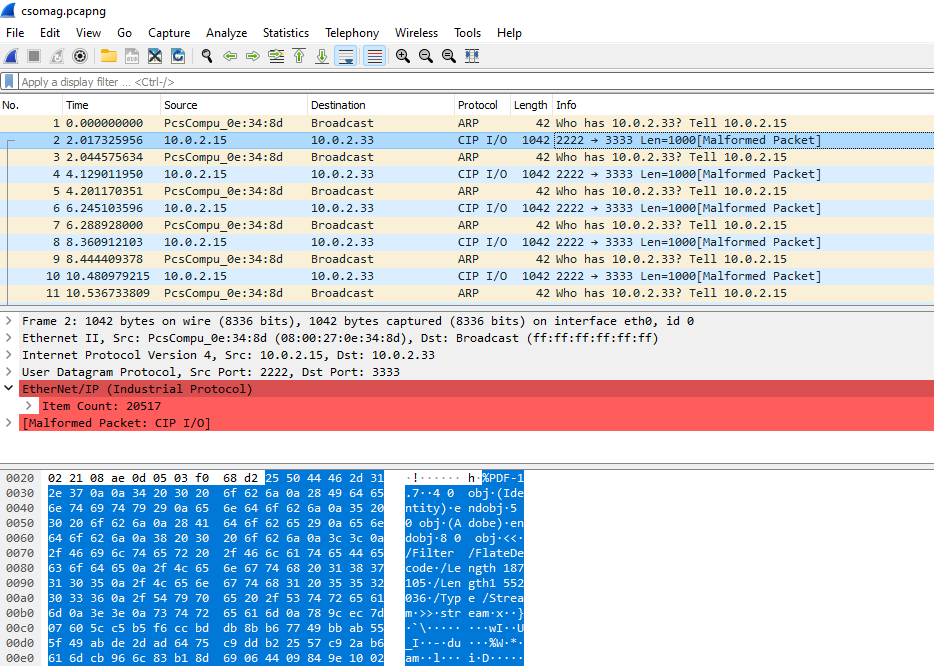 csomag.pcapng
File Edit View Go Capture Analyze Statistics Telephony Wireless Tools Help
Apply a display filter ... <Ctrl-/>
No. Time Source Destination Protocol Length Info
1 0.000000000 PcsCompu_0e:34:8d Broadcast ARP 42 Who has 10.0.2.33? Tell 10.0.2.15
2 2.017325956 10.0.2.15 10.0.2.33 CIP I/O 1042 2222 → 3333 Len=1000[Malformed Packet]
3 2.044575634 PcsCompu_0e:34:8d Broadcast ARP 42 Who has 10.0.2.33? Tell 10.0.2.15
4 4.129011950 10.0.2.15 10.0.2.33 CIP I/O 1042 2222 → 3333 Len=1000[Malformed Packet]
5 4.201170351 PcsCompu_0e:34:8d Broadcast ARP 42 Who has 10.0.2.33? Tell 10.0.2.15
6 6.245103596 10.0.2.15 10.0.2.33 CIP I/O 1042 2222 → 3333 Len=1000[Malformed Packet]
7 6.288928000 PcsCompu_0e:34:8d Broadcast ARP 42 Who has 10.0.2.33? Tell 10.0.2.15
8 8.360912103 10.0.2.15 10.0.2.33 CIP I/O 1042 2222 → 3333 Len=1000[Malformed Packet]
9 8.444409378 PcsCompu_0e:34:8d Broadcast ARP 42 Who has 10.0.2.33? Tell 10.0.2.15
10 10.480979215 10.0.2.15 10.0.2.33 CIP I/O 1042 2222 → 3333 Len=1000[Malformed Packet]
11 10.536733809 PcsCompu_0e:34:8d Broadcast ARP 42 Who has 10.0.2.33? Tell 10.0.2.15
Frame 2: 1042 bytes on wire (8336 bits), 1042 bytes captured (8336 bits) on interface eth0, id 0
Ethernet II, Src: PcsCompu_0e:34:8d (08:00:27:0e:34:8d), Dst: Broadcast (ff:ff:ff:ff:ff:ff)
Internet Protocol Version 4, Src: 10.0.2.15, Dst: 10.0.2.33
User Datagram Protocol, Src Port: 2222, Dst Port: 3333
EtherNet/IP (Industrial Protocol)
Item Count: 20517
[Malformed Packet: CIP I/O]
0020 02 21 08 ae 0d 05 03 f0 68 d2 25 50 44 46 2d 31 ·!······ h·%PDF-1
0030 2e 37 0a 0a 34 20 30 20 6f 62 6a 0a 28 49 64 65 .7··4 0 obj·(Ide
0040 6e 74 69 74 79 29 0a 65 6e 64 6f 62 6a 0a 35 20 ntity)·e ndobj·5
0050 30 20 6f 62 6a 0a 28 41 64 6f 62 65 29 0a 65 6e 0 obj·(A dobe)·en
0060 64 6f 62 6a 0a 38 20 30 20 6f 62 6a 0a 3c 3c 0a dobj·8 0 obj·<<·
0070 2f 46 69 6c 74 65 72 20 2f 46 6c 61 74 65 44 65 /Filter /FlateDe
0080 63 6f 64 65 0a 2f 4c 65 6e 67 74 68 20 31 38 37 code·/Le ngth 187
0090 31 30 35 0a 2f 4c 65 6e 67 74 68 31 20 35 35 32 105·/Len gth1 552
00a0 30 33 36 0a 2f 54 79 70 65 20 2f 53 74 72 65 61 036·/Typ e /Strea
00b0 6d 0a 3e 3e 0a 73 74 72 65 61 6d 0a 78 9c ec 7d m·>>·str eam·x··}
00c0 07 60 5c c5 b5 f6 cc bd db 8b b6 77 49 bb ab 55 ·`\····· ···wI··U
00d0 5f 49 ab de 2d ad 64 75 c9 dd b2 25 57 c9 2a b6 _I··-·du ···%W·*·
00e0 61 6d cb 96 6c 83 b1 8d 69 06 44 09 84 9e 10 02 am··l··· i·D·····